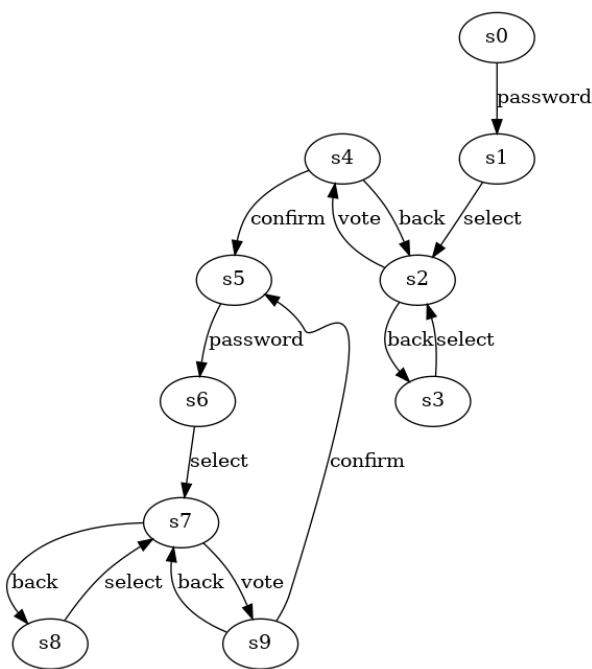 s0
password
s4
s1
confirm
vote
back
select
s5
s2
password
back
select
s6
s3
select
confirm
s7
back
select
back
vote
s8
s9